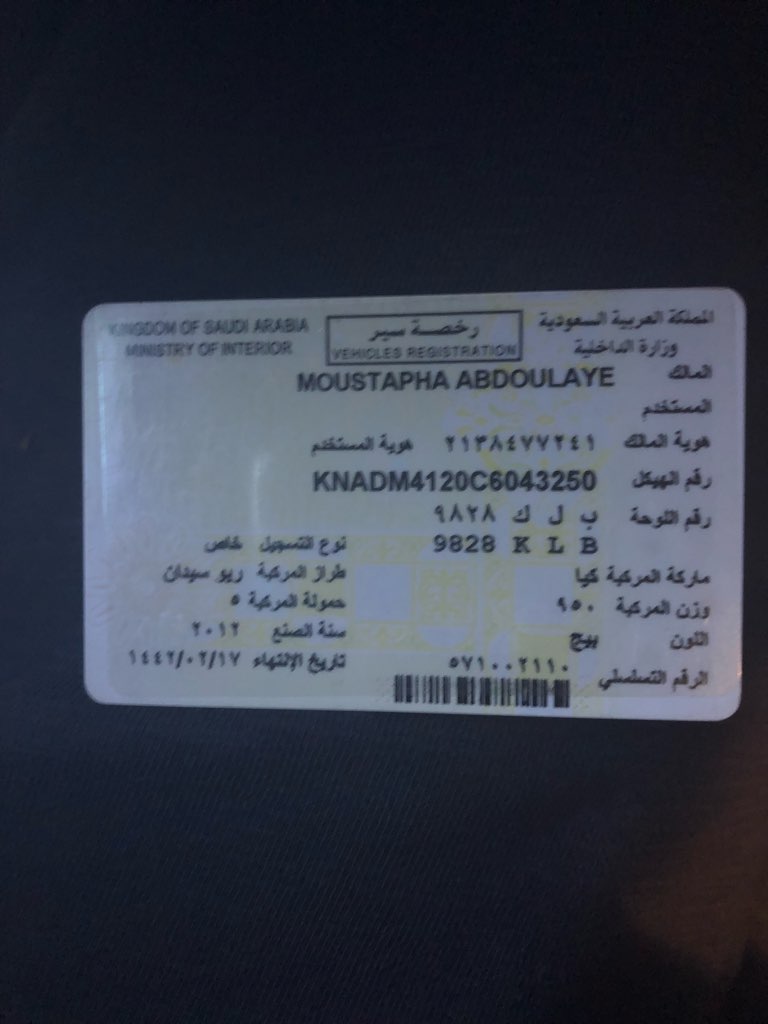 KINGDOM OF SAUDI ARABIA
MINISTRY OF INTERIOR
رخصة سير
VEHICLES REGISTRATION
المملكة العربية السعودية
وزارة الداخلية
المالك MOUSTAPHA ABDOULAYE
المستخدم
هوية المالك ٢١٣٨٤٧٧٢٤١ هوية المستخدم
رقم الهيكل KNADM4120C6043250
رقم اللوحة ب ل ك ٩٨٢٨
9828 K L B نوع التسجيل خاص
ماركة المركبة كيا طراز المركبة ريو سيدان
وزن المركبة ٩٥٠ حمولة المركبة ٥
اللون بيج سنة الصنع ٢٠١٢
الرقم التسلسلي ٥٧١٠٠٢١١٠ تاريخ الإنتهاء ١٤٤٢/٠٢/١٧